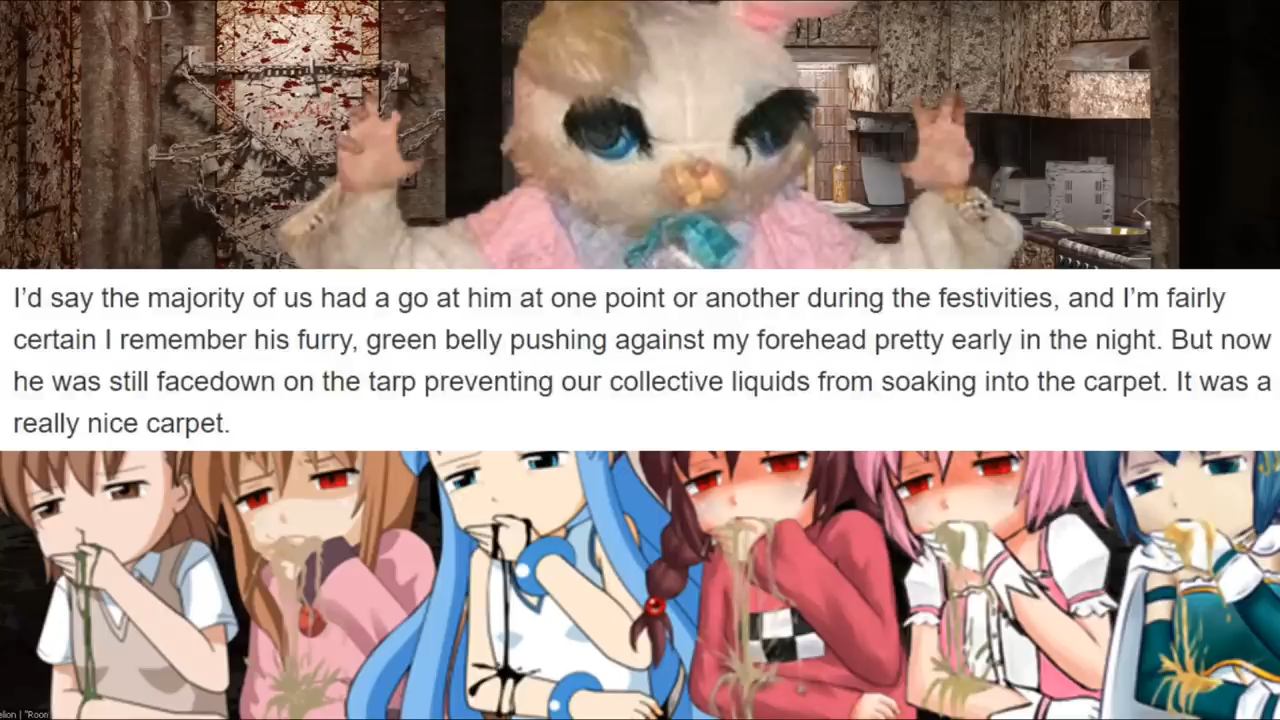 I'd say the majority of us had a go at him at one point or another during the festivities, and I'm fairly
certain I remember his furry, green belly pushing against my forehead pretty early in the night. But now
he was still facedown on the tarp preventing our collective liquids from soaking into the carpet. It was a
really nice carpet.
elion | "Roon